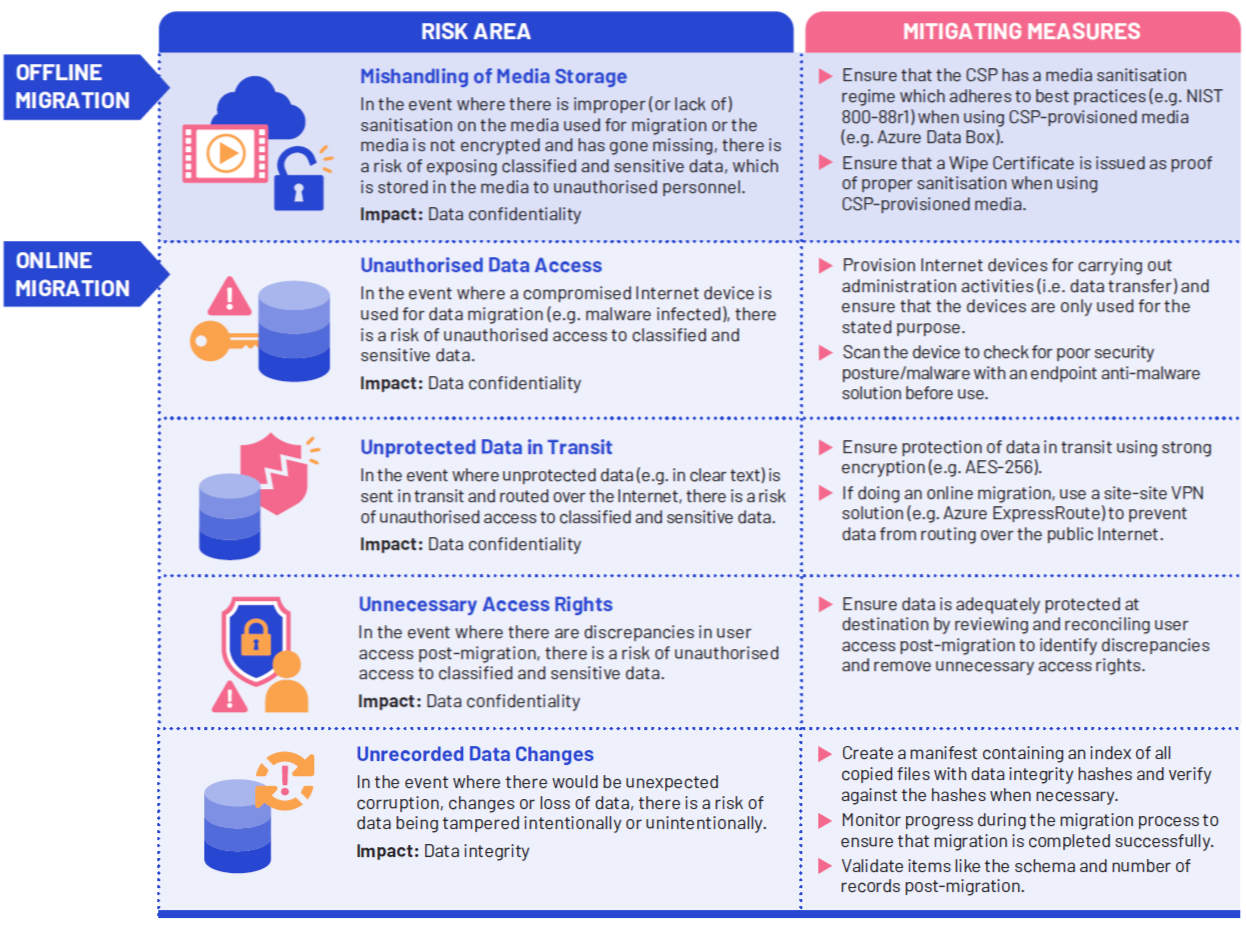 RISK AREA
MITIGATING MEASURES
OFFLINE
MIGRATION
Mishandling of Media Storage
In the event where there is improper (or lack of)
sanitisation on the media used for migration or the
media is not encrypted and has gone missing, there is
a risk of exposing classified and sensitive data, which
is stored in the media to unauthorised personnel.
Impact: Data confidentiality
▶ Ensure that the CSP has a media sanitisation
regime which adheres to best practices (e.g. NIST
800-88r1) when using CSP-provisioned media
(e.g. Azure Data Box).
▶ Ensure that a Wipe Certificate is issued as proof
of proper sanitisation when using
CSP-provisioned media.
ONLINE
MIGRATION
Unauthorised Data Access
In the event where a compromised Internet device is
used for data migration (e.g. malware infected), there
is a risk of unauthorised access to classified and
sensitive data.
Impact: Data confidentiality
▶ Provision Internet devices for carrying out
administration activities (i.e. data transfer) and
ensure that the devices are only used for the
stated purpose.
▶ Scan the device to check for poor security
posture/malware with an endpoint anti-malware
solution before use.
Unprotected Data in Transit
In the event where unprotected data (e.g. in clear text) is
sent in transit and routed over the Internet, there is a risk
of unauthorised access to classified and sensitive data.
Impact: Data confidentiality
▶ Ensure protection of data in transit using strong
encryption (e.g. AES-256).
▶ If doing an online migration, use a site-site VPN
solution (e.g. Azure ExpressRoute) to prevent
data from routing over the public Internet.
Unnecessary Access Rights
In the event where there are discrepancies in user
access post-migration, there is a risk of unauthorised
access to classified and sensitive data.
Impact: Data confidentiality
▶ Ensure data is adequately protected at
destination by reviewing and reconciling user
access post-migration to identify discrepancies
and remove unnecessary access rights.
Unrecorded Data Changes
In the event where there would be unexpected
corruption, changes or loss of data, there is a risk of
data being tampered intentionally or unintentionally.
Impact: Data integrity
▶ Create a manifest containing an index of all
copied files with data integrity hashes and verify
against the hashes when necessary.
▶ Monitor progress during the migration process to
ensure that migration is completed successfully.
▶ Validate items like the schema and number of
records post-migration.